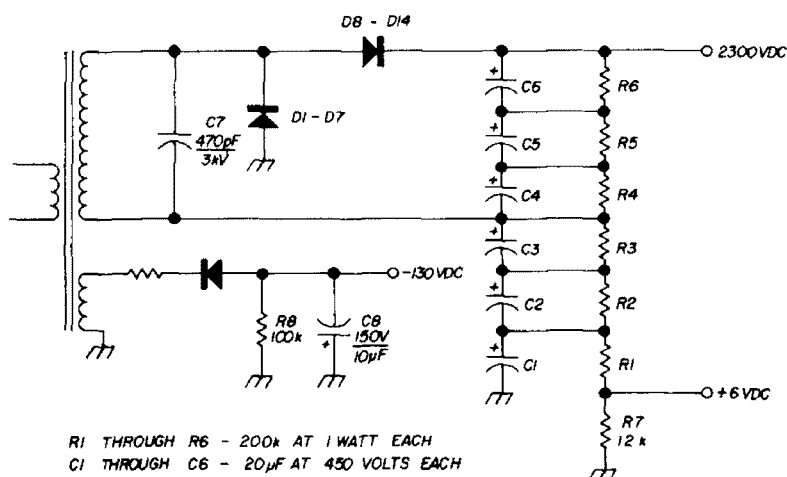 D8 - D14
2300VDC
C6
R6
D1 - D7
C7
470pF
3kV
C5
R5
C4
R4
C3
R3
-130VDC
C2
R2
R8
100k
C8
150V
10µF
C1
R1
+6VDC
R7
12 k
R1 THROUGH R6 - 200k AT 1 WATT EACH
C1 THROUGH C6 - 20µF AT 450 VOLTS EACH